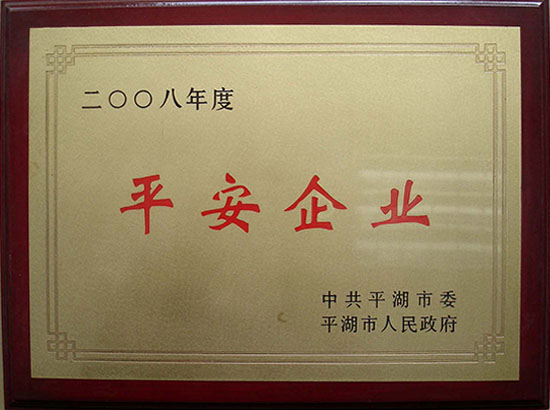 二〇〇八年度
平安企业
中共平湖市委
平湖市人民政府